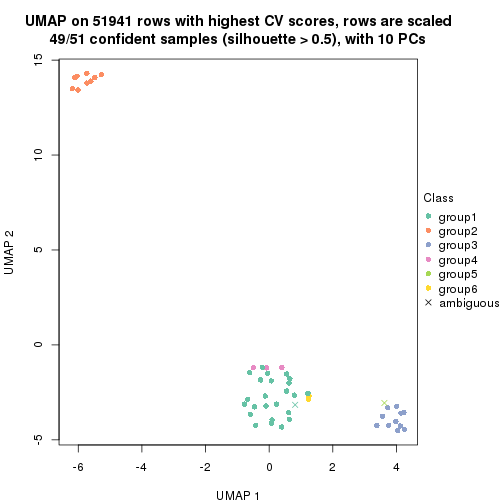 UMAP on 51941 rows with highest CV scores, rows are scaled
49/51 confident samples (silhouette > 0.5), with 10 PCs
15
10
5
0
-5
UMAP 2
-6
-4
-2
0
2
4
UMAP 1
Class
group1
group2
group3
group4
group5
group6
ambiguous